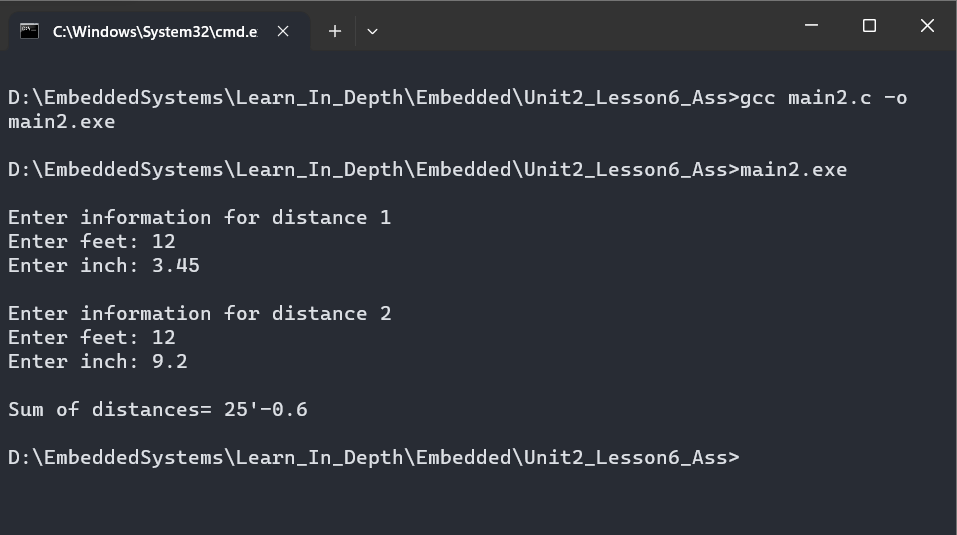 C:\Windows\System32\cmd.e
D:\EmbeddedSystems\Learn_In_Depth\Embedded\Unit2_Lesson6_Ass>gcc main2.c -o
main2.exe
D:\EmbeddedSystems\Learn_In_Depth\Embedded\Unit2_Lesson6_Ass>main2.exe
Enter information for distance 1
Enter feet: 12
Enter inch: 3.45
Enter information for distance 2
Enter feet: 12
Enter inch: 9.2
Sum of distances= 25'-0.6
D:\EmbeddedSystems\Learn_In_Depth\Embedded\Unit2_Lesson6_Ass>